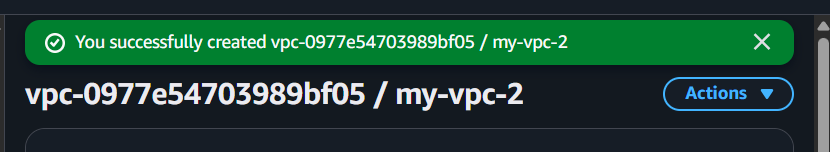 You successfully created vpc-0977e54703989bf05 / my-vpc-2
vpc-0977e54703989bf05 / my-vpc-2
Actions